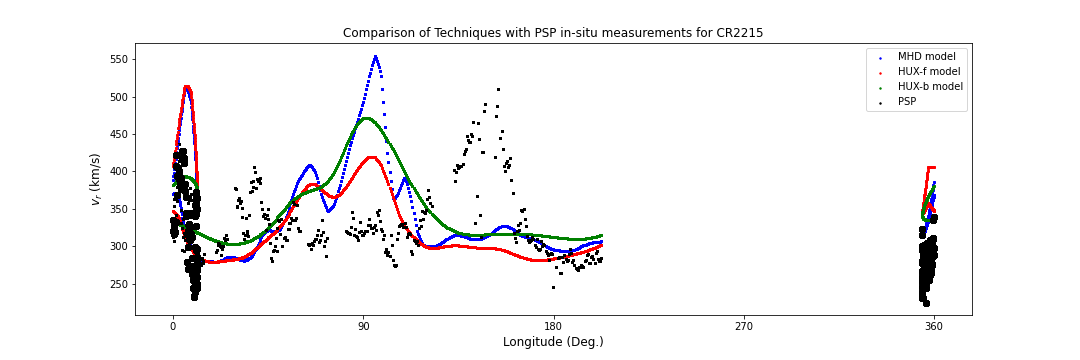 Comparison of Techniques with PSP in-situ measurements for CR2215
MHD model
HUX-f model
HUX-b model
PSP
550
500
450
400
350
300
250
v_r (km/s)
0
90
180
270
360
Longitude (Deg.)